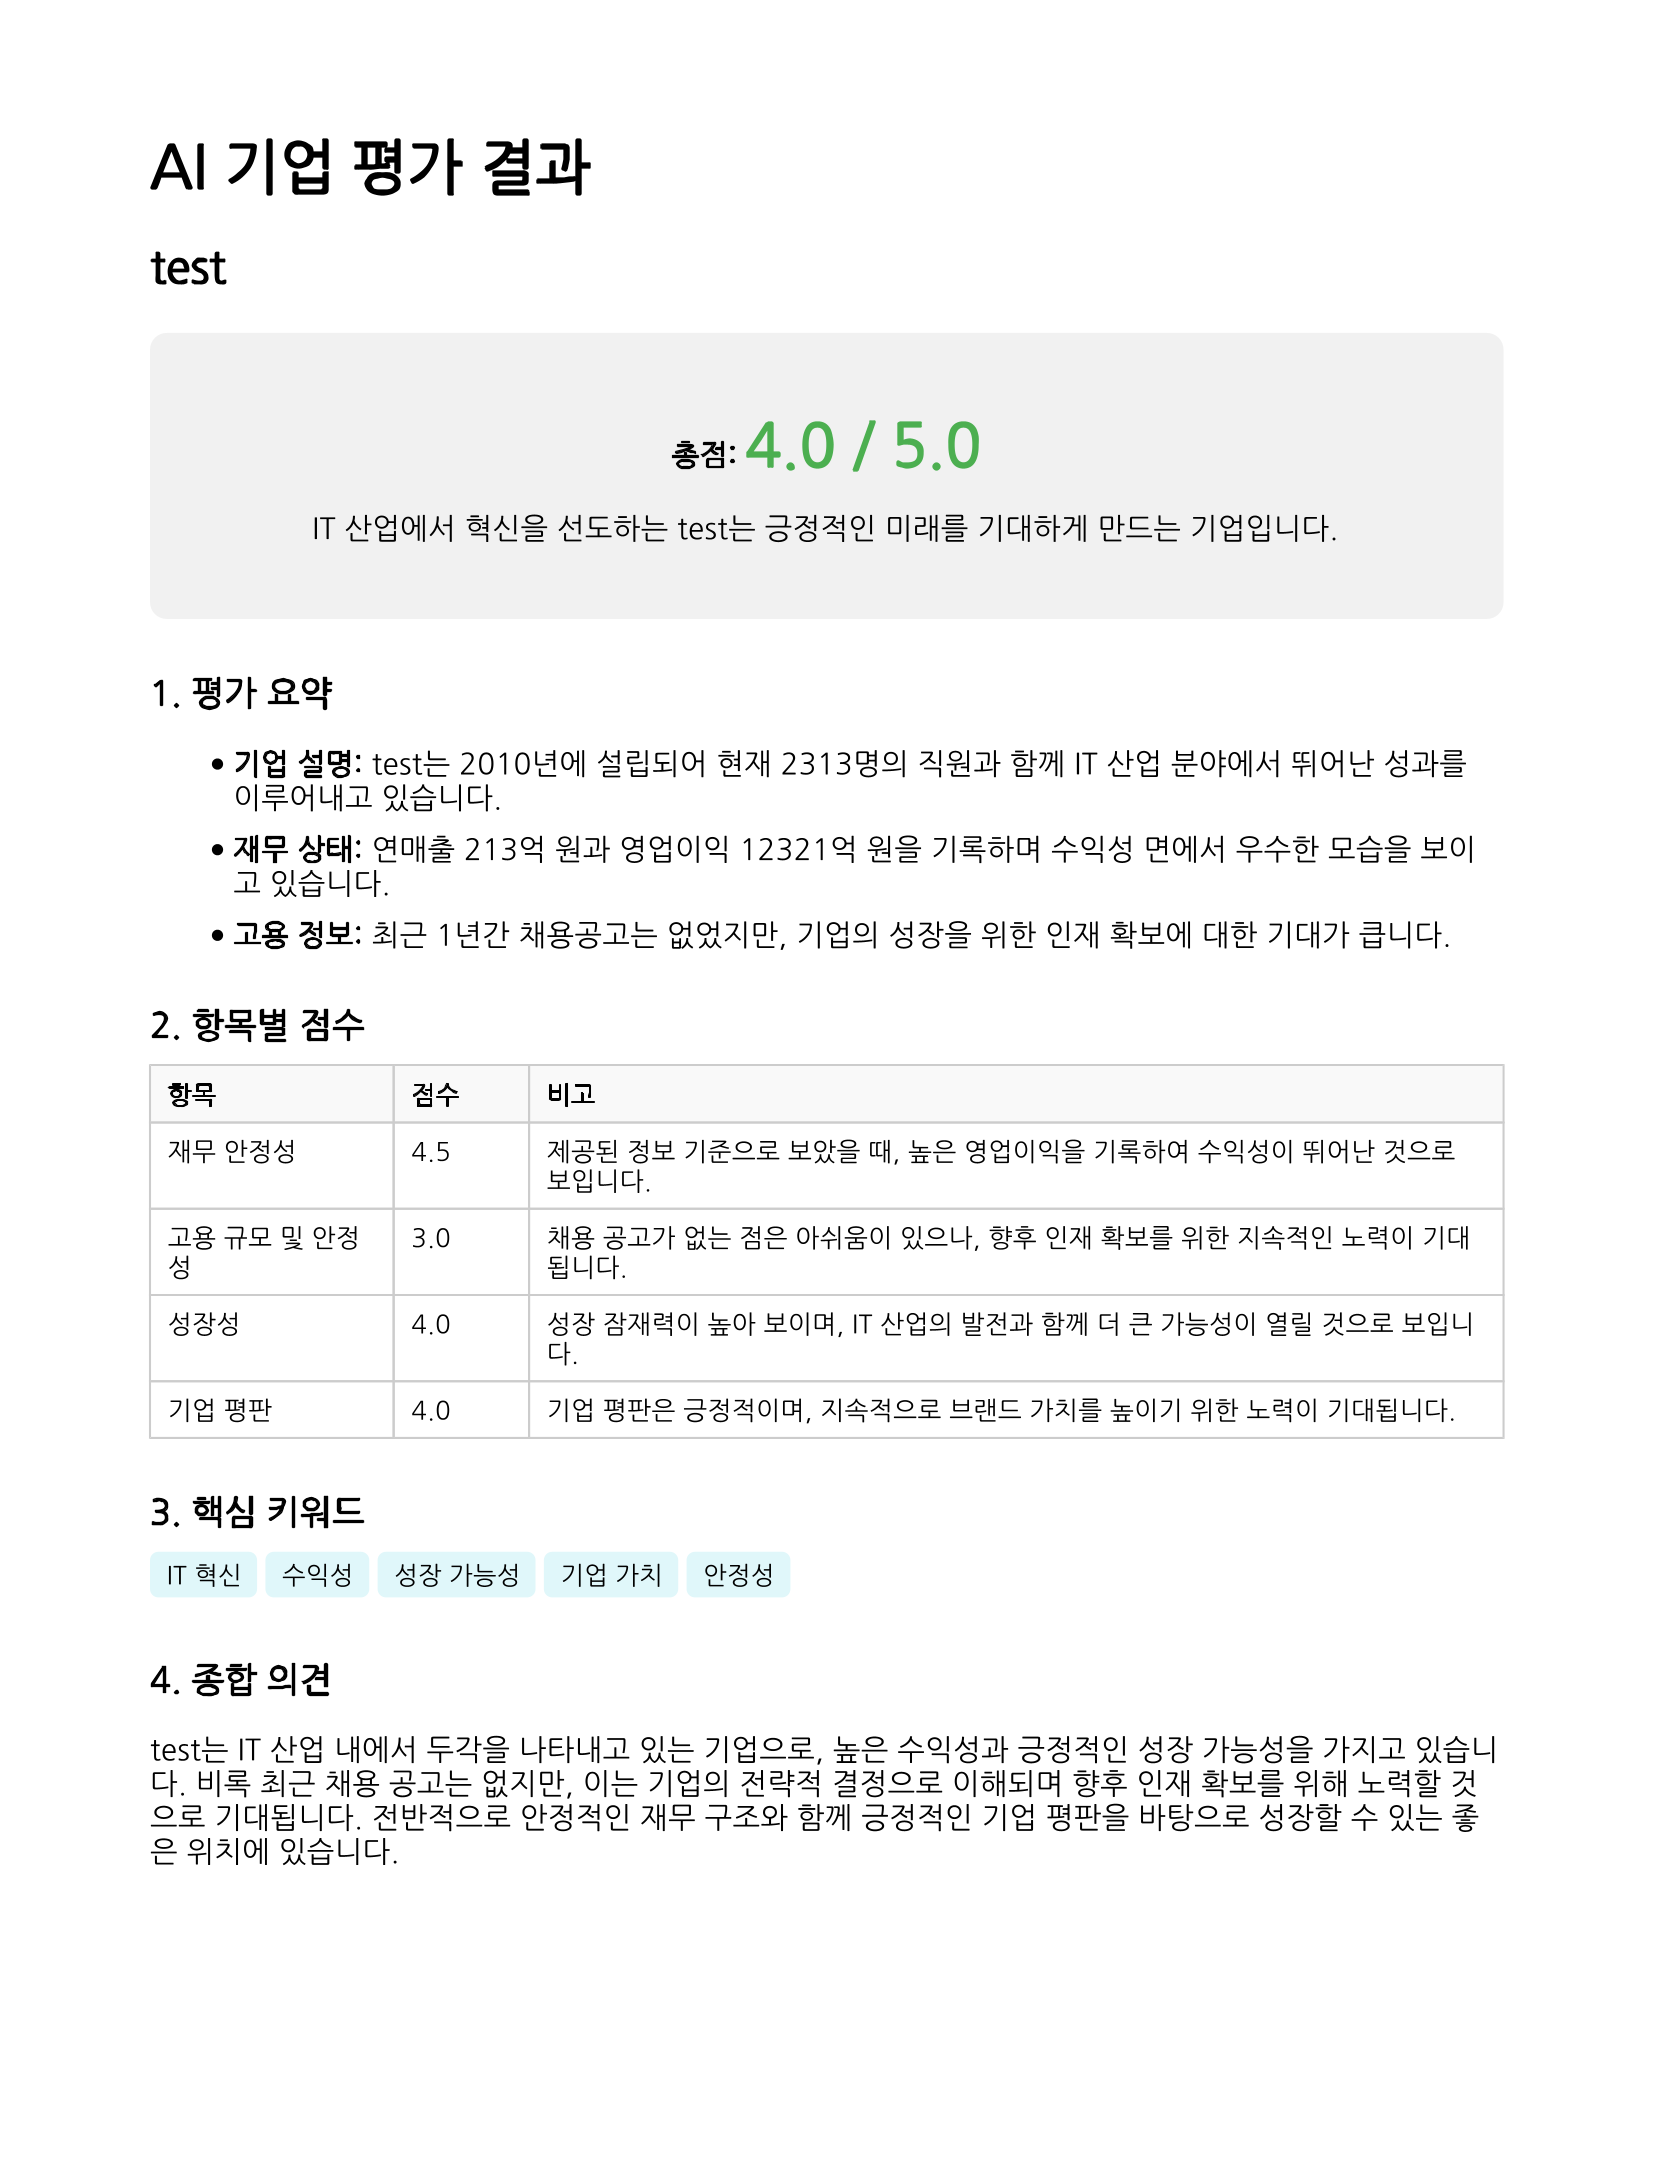 AI 기업 평가 결과
test
총점: 4.0 / 5.0
IT 산업에서 혁신을 선도하는 test는 긍정적인 미래를 기대하게 만드는 기업입니다.
1. 평가 요약
• 기업 설명: test는 2010년에 설립되어 현재 2313명의 직원과 함께 IT 산업 분야에서 뛰어난 성과를
이루어내고 있습니다.
• 재무 상태: 연매출 213억 원과 영업이익 12321억 원을 기록하며 수익성 면에서 우수한 모습을 보이
고 있습니다.
• 고용 정보: 최근 1년간 채용공고는 없었지만, 기업의 성장을 위한 인재 확보에 대한 기대가 큽니다.
2. 항목별 점수
항목 점수 비고
재무 안정성 4.5 제공된 정보 기준으로 보았을 때, 높은 영업이익을 기록하여 수익성이 뛰어난 것으로
보입니다.
고용 규모 및 안정 3.0 채용 공고가 없는 점은 아쉬움이 있으나, 향후 인재 확보를 위한 지속적인 노력이 기대
성 됩니다.
성장성 4.0 성장 잠재력이 높아 보이며, IT 산업의 발전과 함께 더 큰 가능성이 열릴 것으로 보입니
다.
기업 평판 4.0 기업 평판은 긍정적이며, 지속적으로 브랜드 가치를 높이기 위한 노력이 기대됩니다.
3. 핵심 키워드
IT 혁신 수익성 성장 가능성 기업 가치 안정성
4. 종합 의견
test는 IT 산업 내에서 두각을 나타내고 있는 기업으로, 높은 수익성과 긍정적인 성장 가능성을 가지고 있습니
다. 비록 최근 채용 공고는 없지만, 이는 기업의 전략적 결정으로 이해되며 향후 인재 확보를 위해 노력할 것
으로 기대됩니다. 전반적으로 안정적인 재무 구조와 함께 긍정적인 기업 평판을 바탕으로 성장할 수 있는 좋
은 위치에 있습니다.